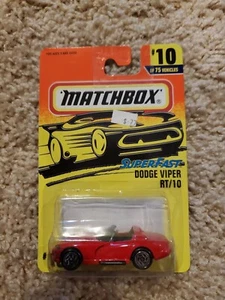 #10
OF 75 VEHICLES
MATCHBOX
SUPERFAST
DODGE VIPER
RT/10